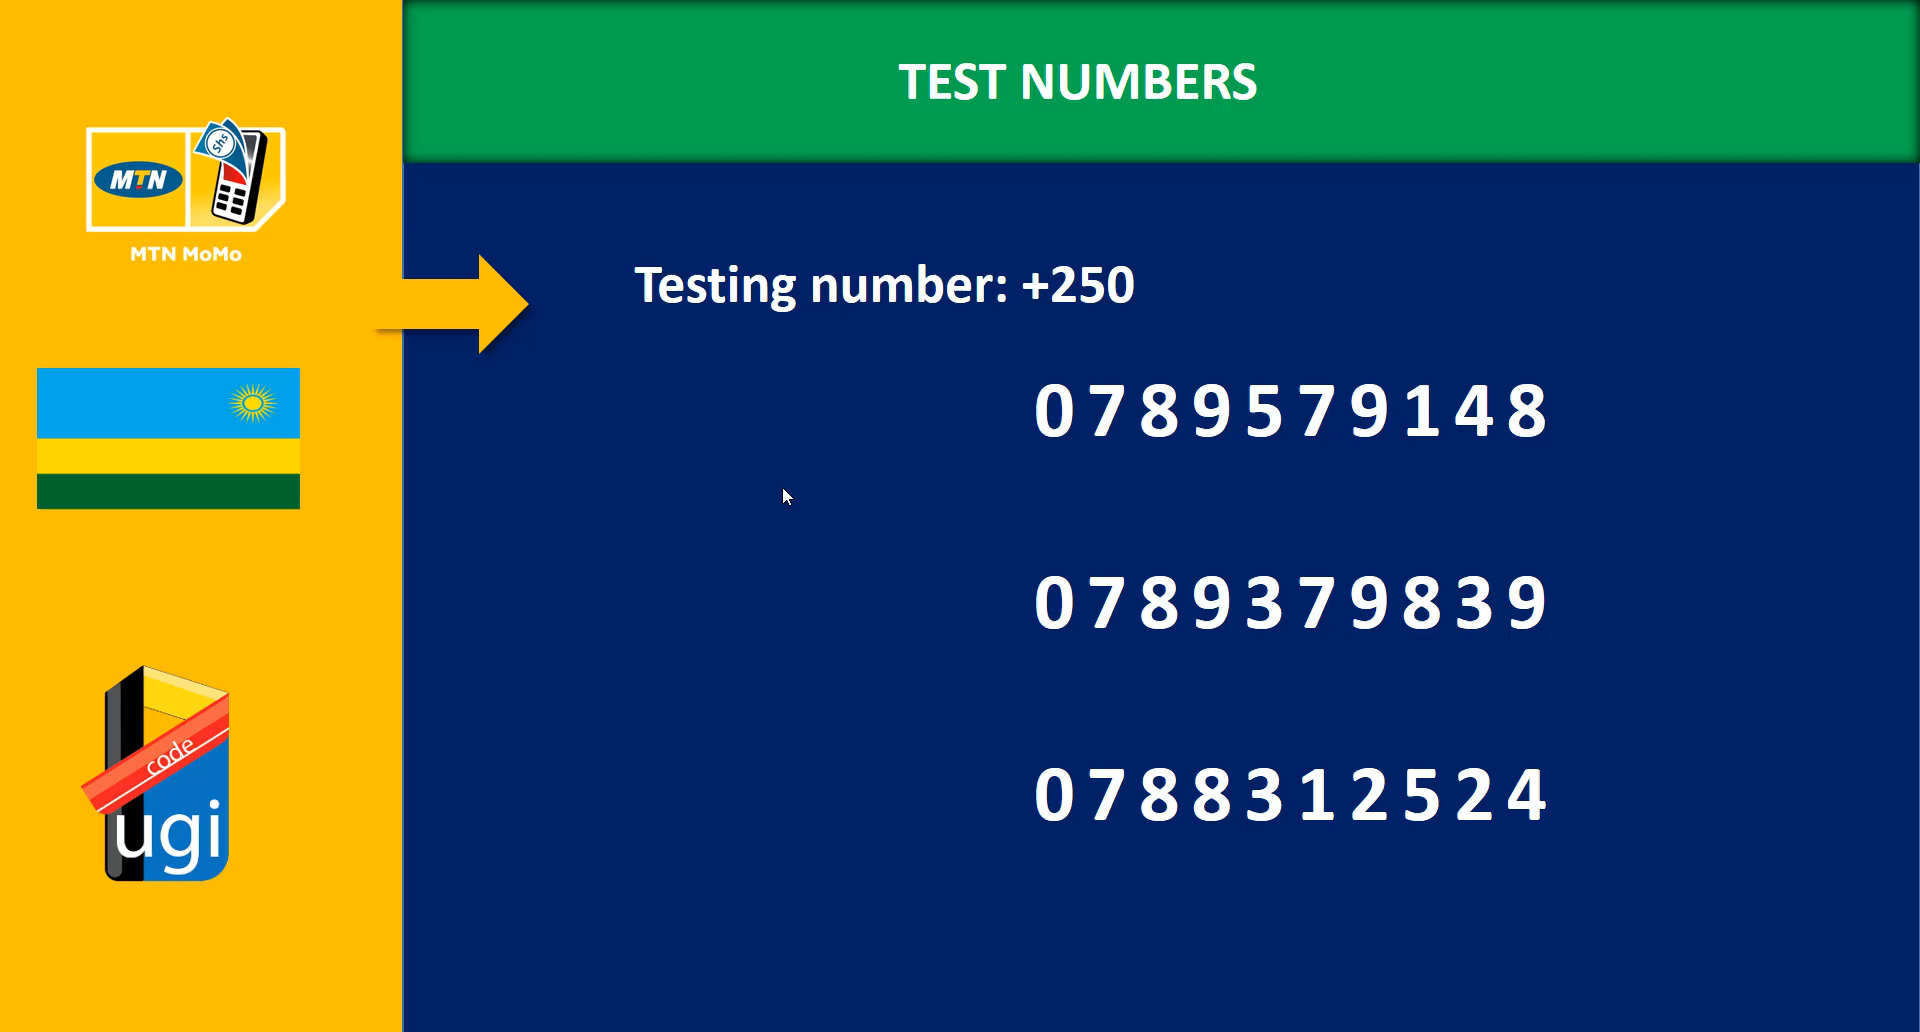 TEST NUMBERS
Shs
MTN
MTN MoMo
Testing number: +250
0789579148
0789379839
0788312524
code
ugi